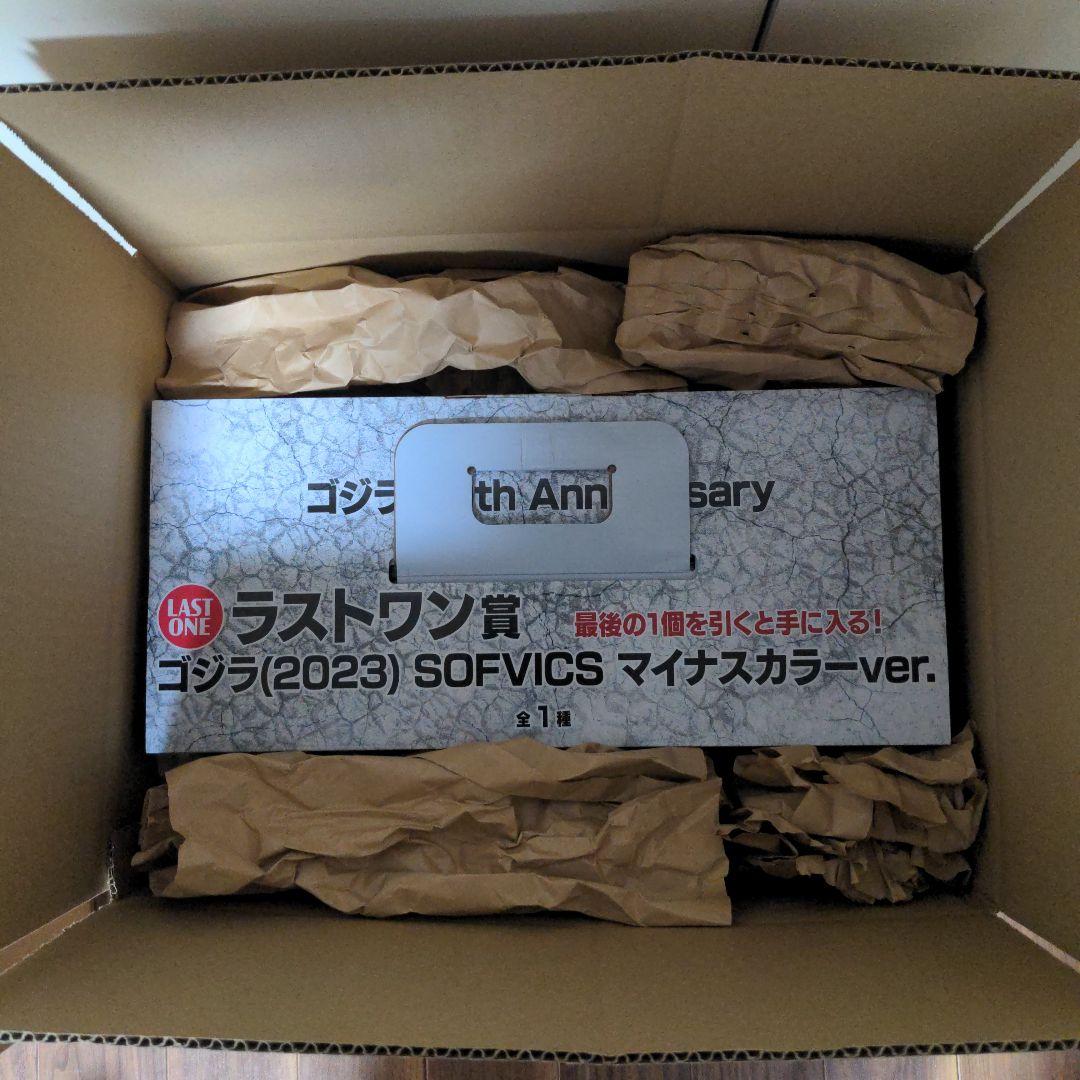 ゴジラ th Ann sary
LAST
ONE
ラストワン賞
最後の1個を引くと手に入る!
ゴジラ(2023) SOFVICS マイナスカラーver.
全1種